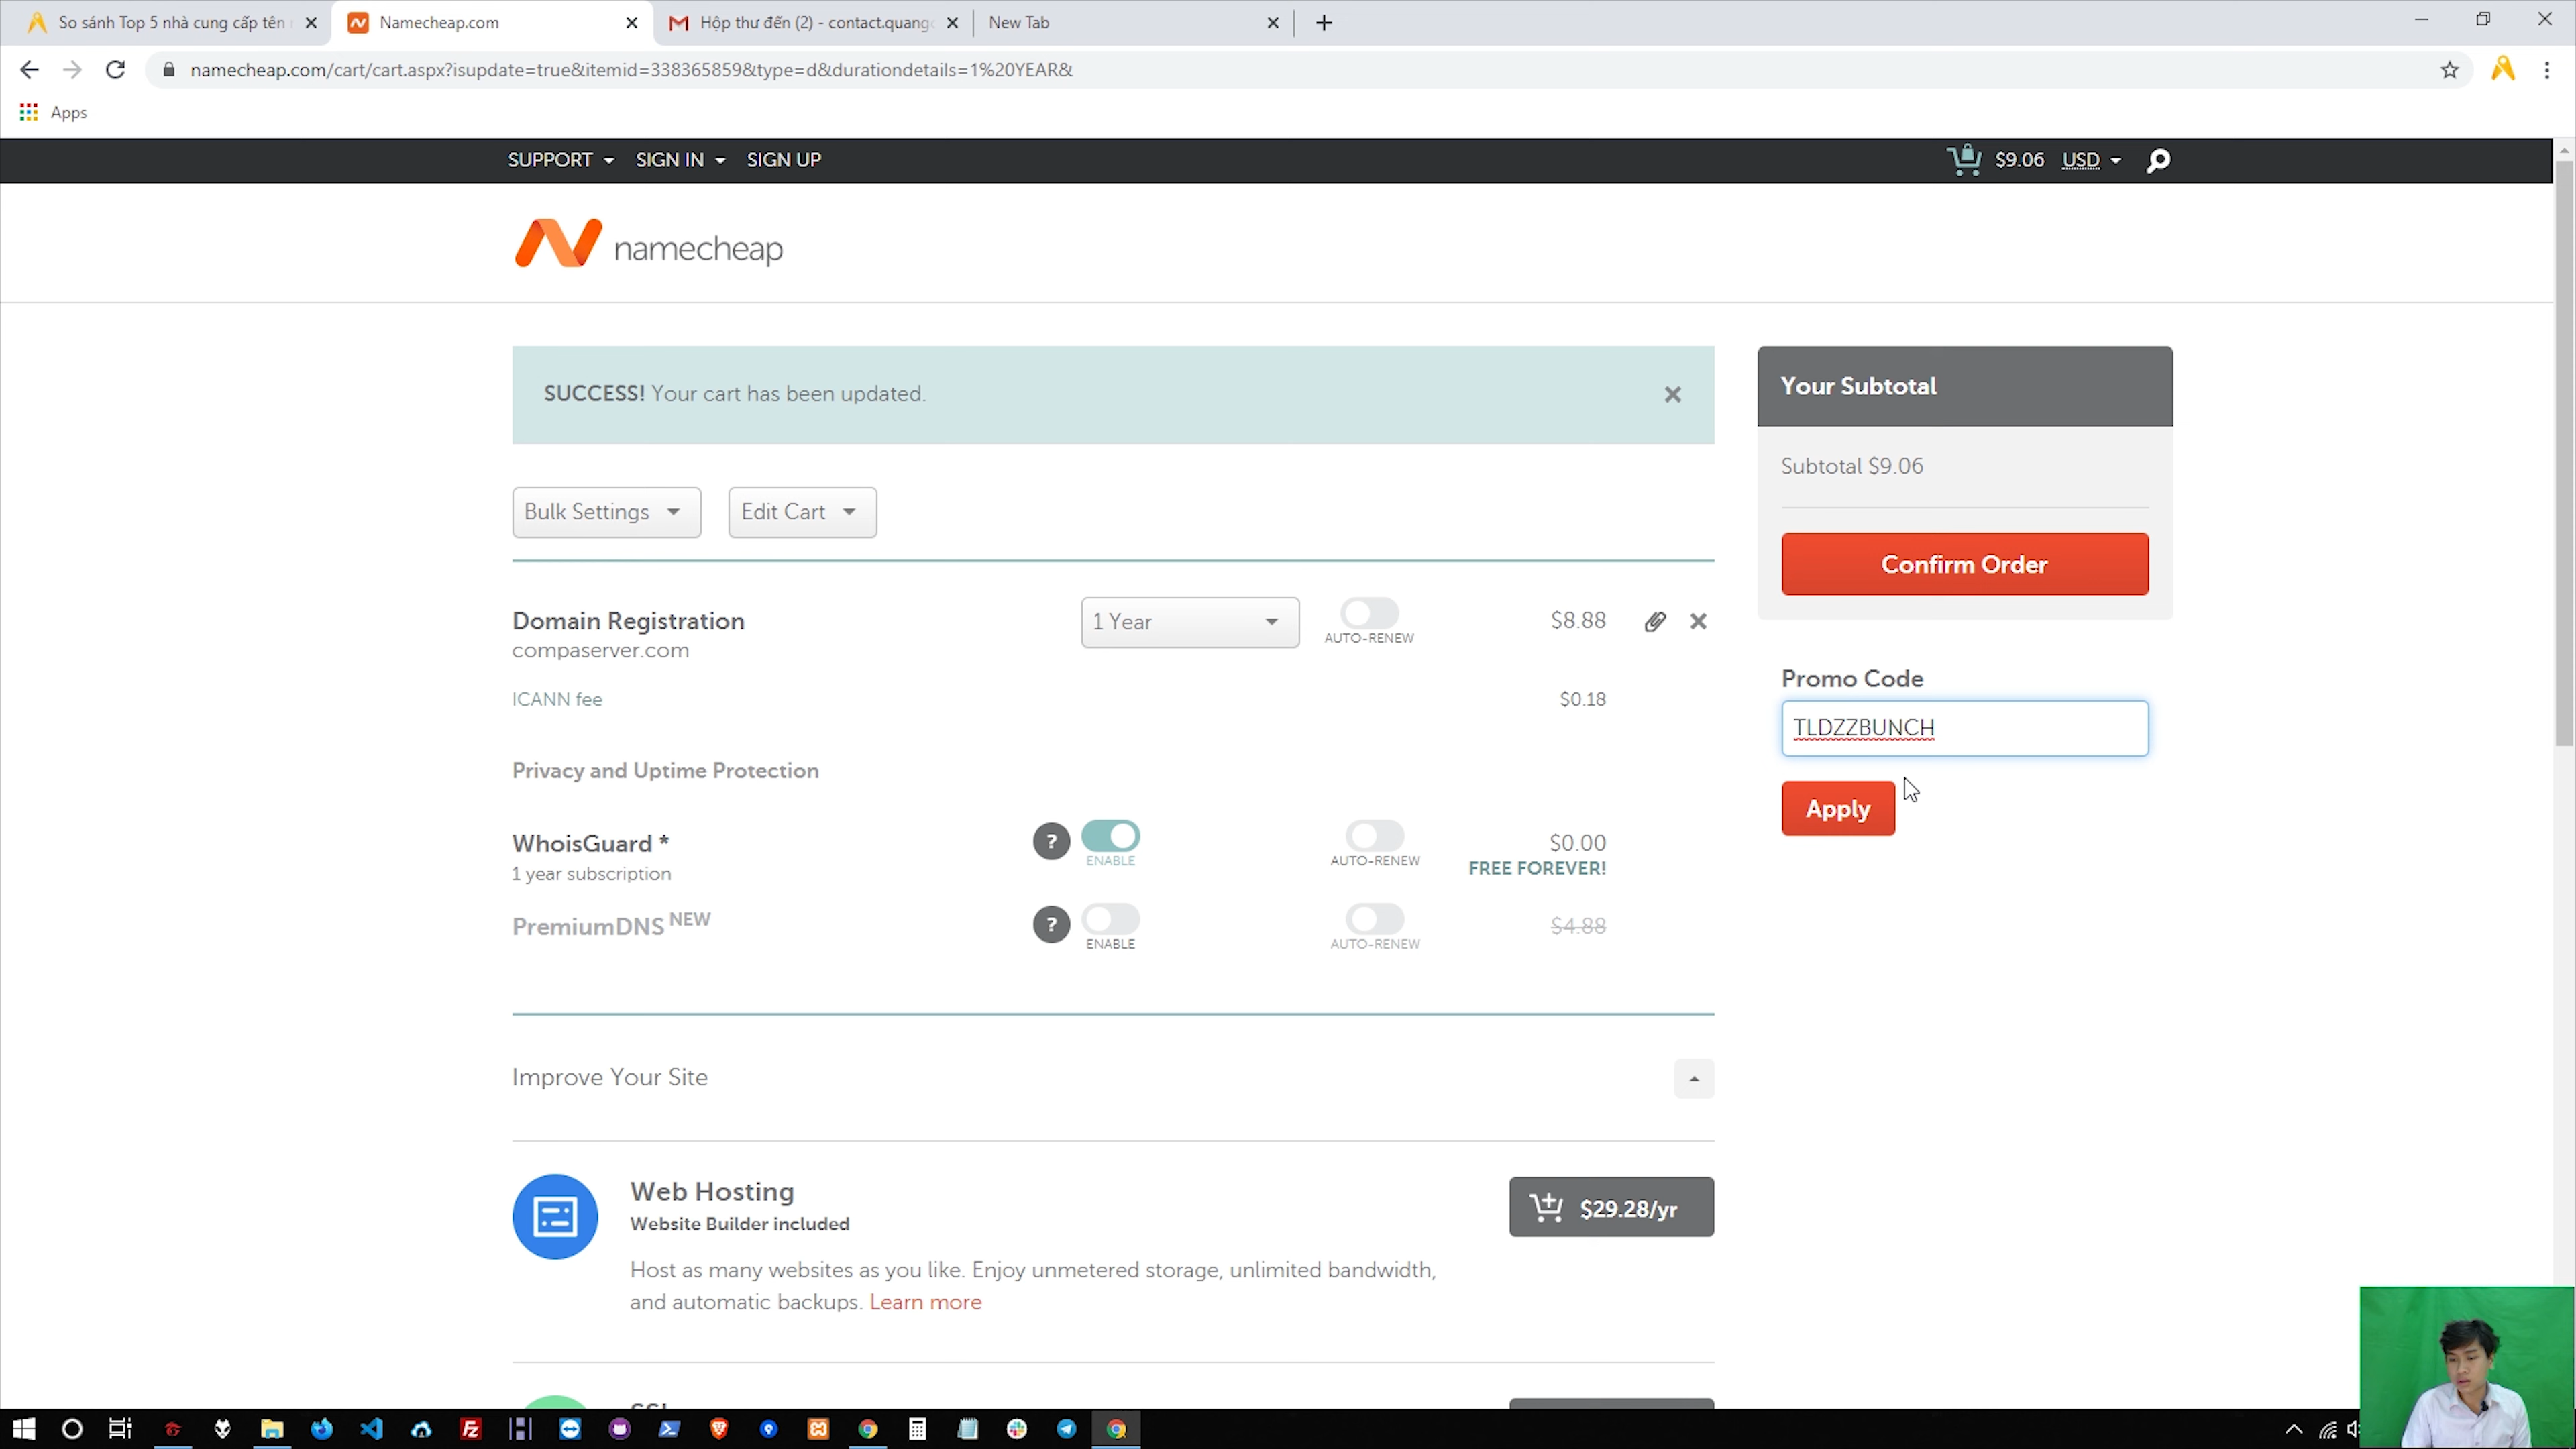 So sánh Top 5 nhà cung cấp tên
Namecheap.com
Hộp thư đến (2) - contact.quang
New Tab
namecheap.com/cart/cart.aspx?isupdate=true&itemid=338365859&type=d&durationdetails=1%20YEAR&
Apps
SUPPORT SIGN IN SIGN UP
$9.06 USD
namecheap
SUCCESS! Your cart has been updated.
Your Subtotal
Subtotal $9.06
Bulk Settings Edit Cart
Confirm Order
Domain Registration 1 Year $8.88
AUTO-RENEW
compaserver.com
ICANN fee $0.18
Promo Code
TLDZZBUNCH
Apply
Privacy and Uptime Protection
WhoisGuard * ? $0.00
ENABLE AUTO-RENEW FREE FOREVER!
1 year subscription
PremiumDNS NEW ? $4.88
ENABLE AUTO-RENEW
Improve Your Site
Web Hosting
$29.28/yr
Website Builder included
Host as many websites as you like. Enjoy unmetered storage, unlimited bandwidth,
and automatic backups. Learn more